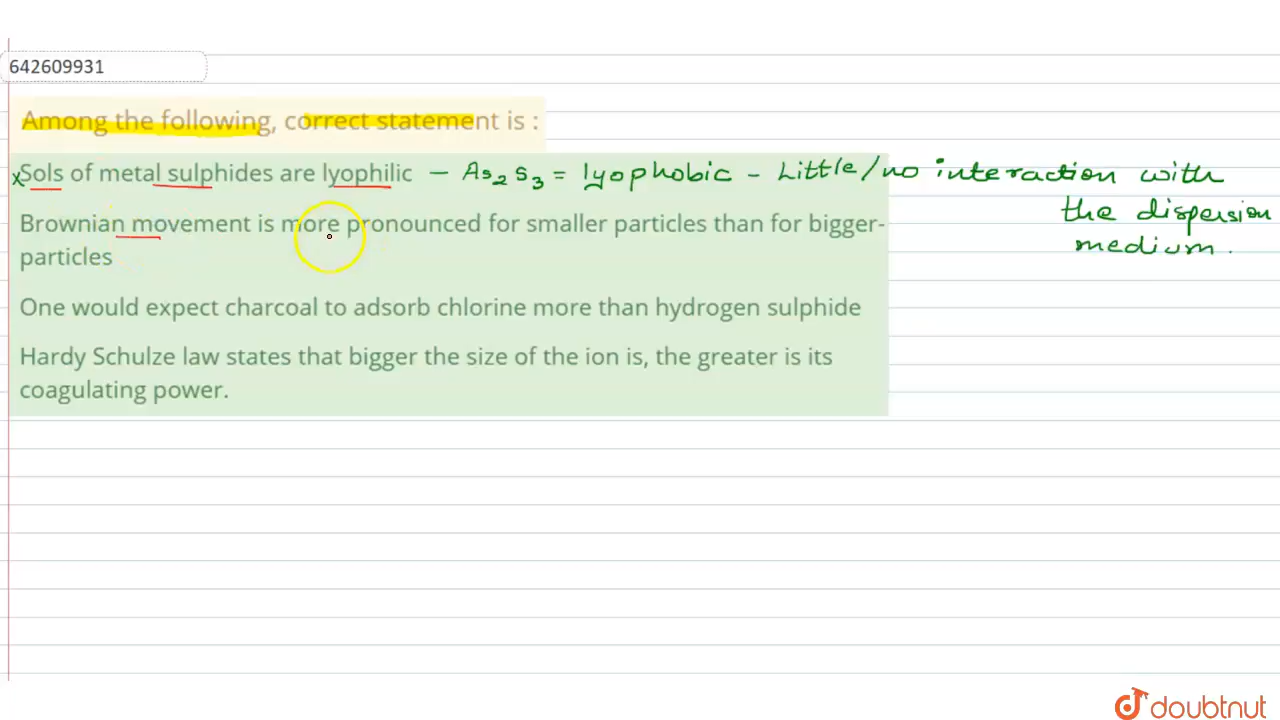 642609931
Among the following, correct statement is :
xSols of metal sulphides are lyophilic – As2S3 = lyophobic – Little/no interaction with
the dispersion
medium.
Brownian movement is more pronounced for smaller particles than for bigger-
particles
One would expect charcoal to adsorb chlorine more than hydrogen sulphide
Hardy Schulze law states that bigger the size of the ion is, the greater is its
coagulating power.
doubtnut